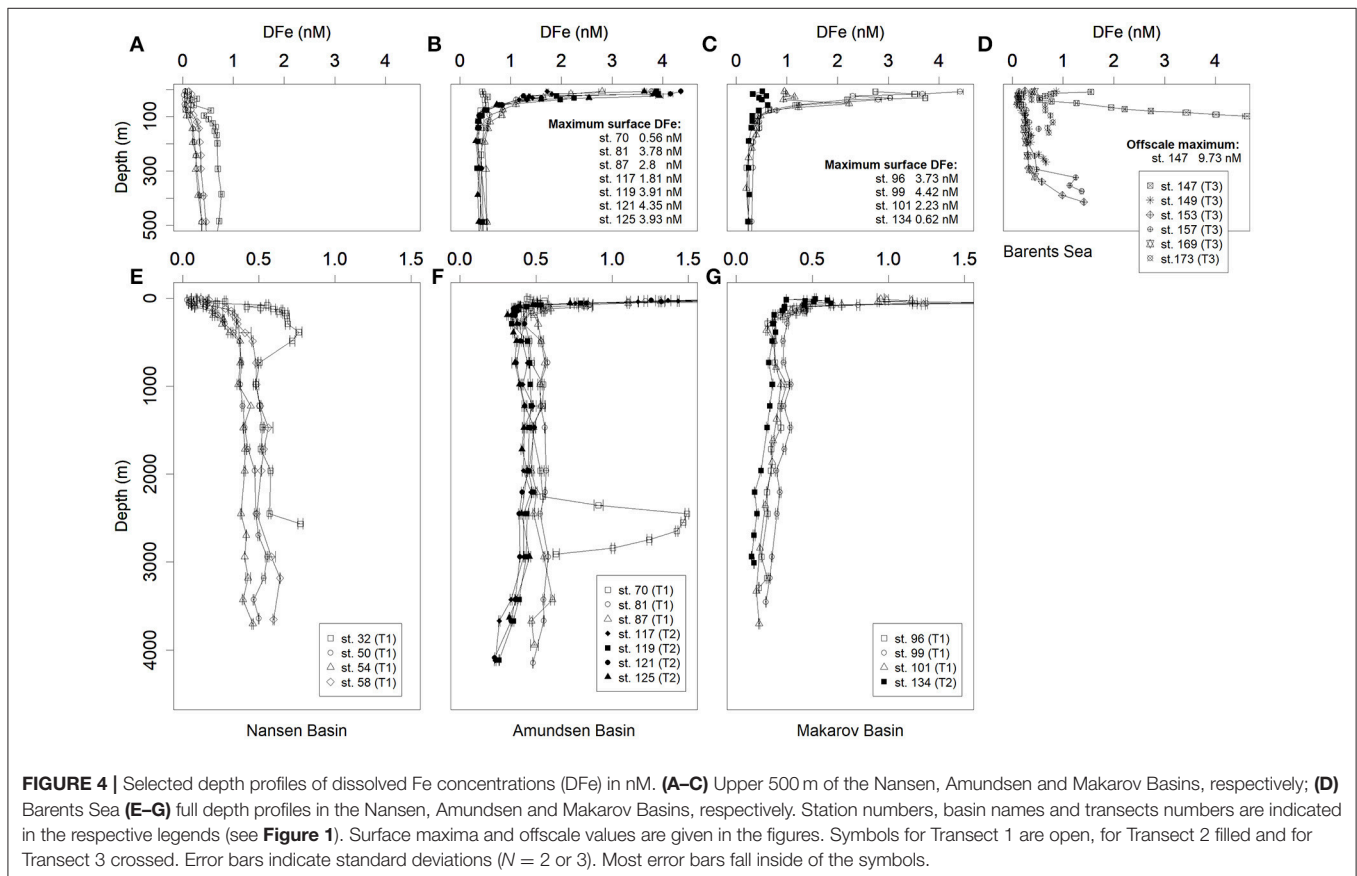 DFe (nM)
DFe (nM)
DFe (nM)
DFe (nM)
A
B
C
D
0 1 2 3 4
0 1 2 3 4
0 1 2 3 4
0 1 2 3 4
Depth (m)
100
300
500
Maximum surface DFe:
st. 70 0.56 nM
st. 81 3.78 nM
st. 87 2.8 nM
st. 117 1.81 nM
st. 119 3.91 nM
st. 121 4.35 nM
st. 125 3.93 nM
Maximum surface DFe:
st. 96 3.73 nM
st. 99 4.42 nM
st. 101 2.23 nM
st. 134 0.62 nM
Offscale maximum:
st. 147 9.73 nM
st. 147 (T3)
st. 149 (T3)
st. 153 (T3)
st. 157 (T3)
st. 169 (T3)
st.173 (T3)
Barents Sea
E
F
G
0.0 0.5 1.0 1.5
0.0 0.5 1.0 1.5
0.0 0.5 1.0 1.5
Depth (m)
0
1000
2000
3000
4000
st. 32 (T1)
st. 50 (T1)
st. 54 (T1)
st. 58 (T1)
st. 70 (T1)
st. 81 (T1)
st. 87 (T1)
st. 117 (T2)
st. 119 (T2)
st. 121 (T2)
st. 125 (T2)
st. 96 (T1)
st. 99 (T1)
st. 101 (T1)
st. 134 (T2)
Nansen Basin
Amundsen Basin
Makarov Basin
FIGURE 4 | Selected depth profiles of dissolved Fe concentrations (DFe) in nM. (A–C) Upper 500 m of the Nansen, Amundsen and Makarov Basins, respectively; (D)
Barents Sea (E–G) full depth profiles in the Nansen, Amundsen and Makarov Basins, respectively. Station numbers, basin names and transects numbers are indicated
in the respective legends (see Figure 1). Surface maxima and offscale values are given in the figures. Symbols for Transect 1 are open, for Transect 2 filled and for
Transect 3 crossed. Error bars indicate standard deviations (N = 2 or 3). Most error bars fall inside of the symbols.